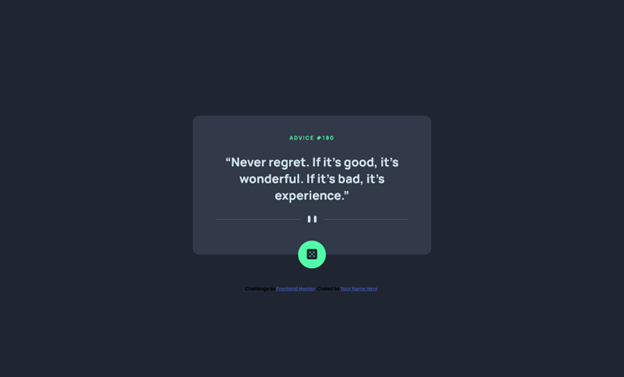 ADVICE #180
“Never regret. If it’s good, it’s
wonderful. If it’s bad, it’s
experience.”
Challenge by Frontend Mentor. Coded by Your Name Here.